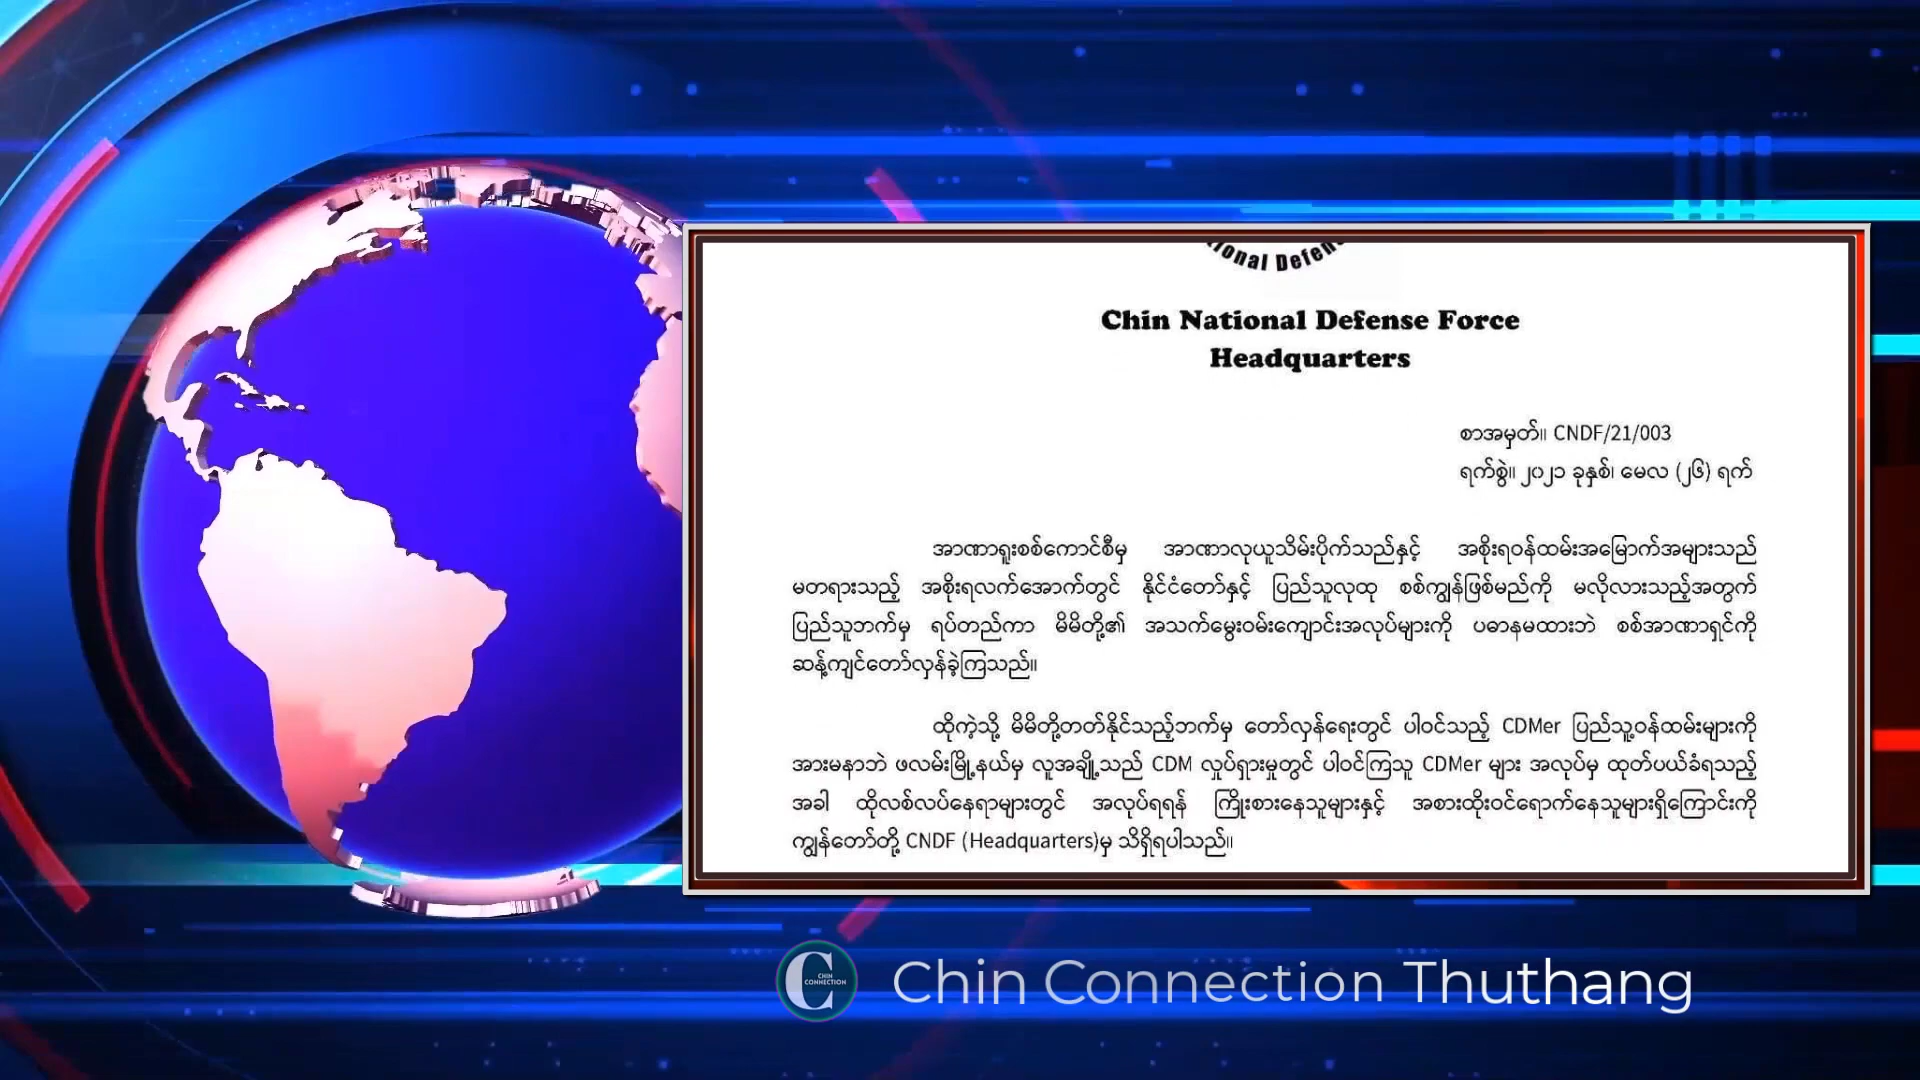 ional Defen
Chin National Defense Force
Headquarters
စာအမှတ်။ CNDF/21/003
ရက်စွဲ။ ၂၀၂၁ ခုနှစ်၊ မေလ (၂၆) ရက်
အာဏာရူးစစ်ကောင်စီမှ အာဏာလုယူသိမ်းပိုက်သည်နှင့် အစိုးရဝန်ထမ်းအမြောက်အများသည်
မတရားသည့် အစိုးရလက်အောက်တွင် နိုင်ငံတော်နှင့် ပြည်သူလုထု စစ်ကျွန်ဖြစ်မည်ကို မလိုလားသည့်အတွက်
ပြည်သူဘက်မှ ရပ်တည်ကာ မိမိတို့၏ အသက်မွေးဝမ်းကျောင်းအလုပ်များကို ပဓာနမထားဘဲ စစ်အာဏာရှင်ကို
ဆန့်ကျင်တော်လှန်ခဲ့ကြသည်။
ထိုကဲ့သို့ မိမိတို့တတ်နိုင်သည့်ဘက်မှ တော်လှန်ရေးတွင် ပါဝင်သည့် CDMer ပြည်သူ့ဝန်ထမ်းများကို
အားမနာဘဲ ဖလမ်းမြို့နယ်မှ လူအချို့သည် CDM လှုပ်ရှားမှုတွင် ပါဝင်ကြသူ CDMer များ အလုပ်မှ ထုတ်ပယ်ခံရသည့်
အခါ ထိုလစ်လပ်နေရာများတွင် အလုပ်ရရန် ကြိုးစားနေသူများနှင့် အစားထိုးဝင်ရောက်နေသူများရှိကြောင်းကို
ကျွန်တော်တို့ CNDF (Headquarters)မှ သိရှိရပါသည်။
C CHIN CONNECTION
Chin Connection Thuthang